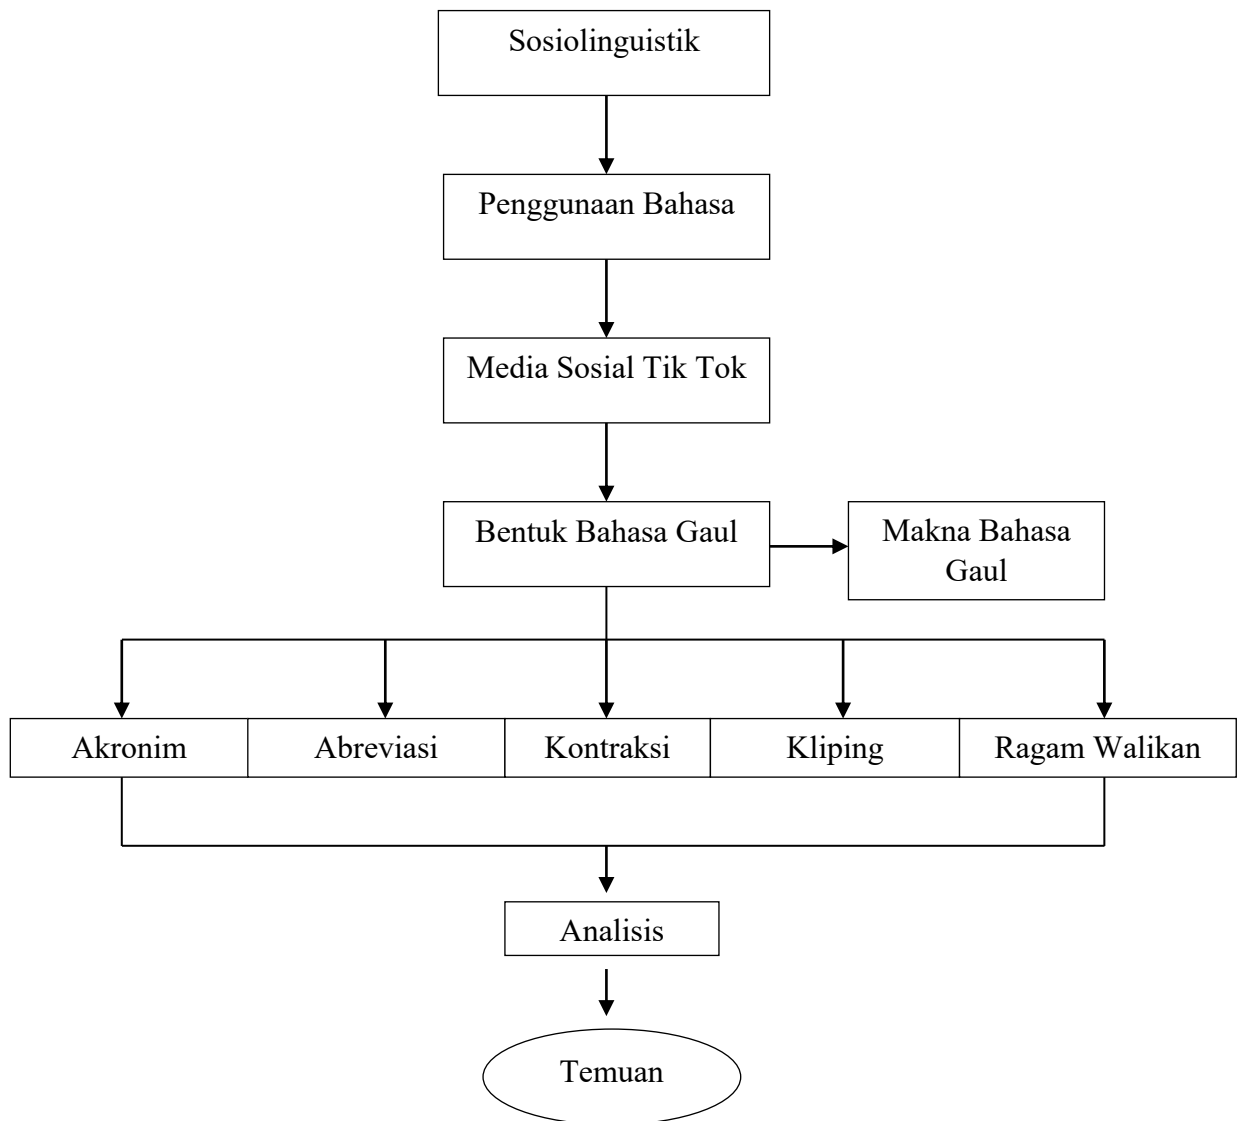 Sosiolinguistik
Penggunaan Bahasa
Media Sosial Tik Tok
Bentuk Bahasa Gaul
Makna Bahasa
Gaul
Akronim
Abreviasi
Kontraksi
Kliping
Ragam Walikan
Analisis
Temuan